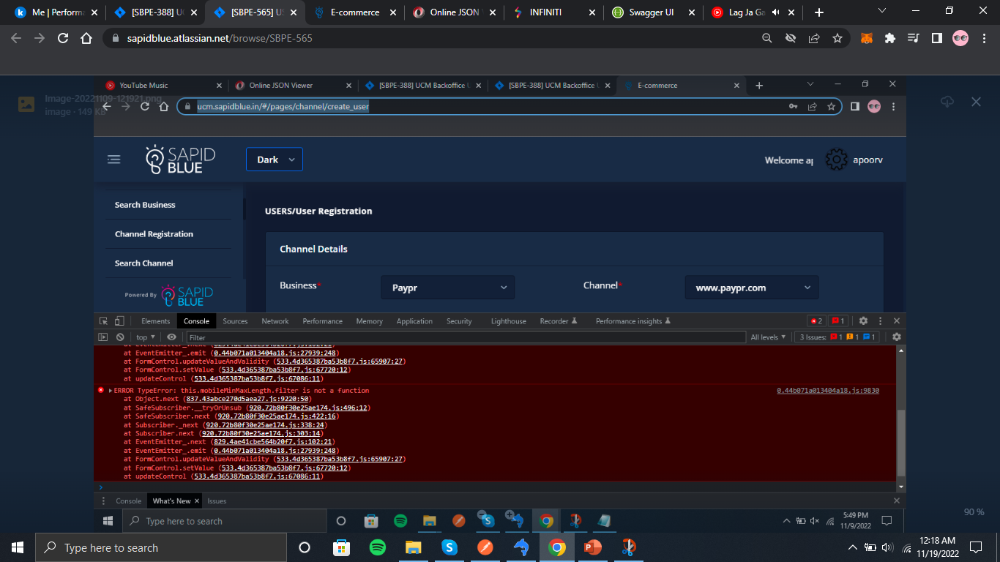 Me | Performa
[SBPE-388] UC
[SBPE-565] US
E-commerce
Online JSON V
INFINITI
Swagger UI
Lag Ja Ga
sapidblue.atlassian.net/browse/SBPE-565
Image-20221109-121921.png
image · 149 KB
YouTube Music
Online JSON Viewer
[SBPE-388] UCM Backoffice U
[SBPE-388] UCM Backoffice U
E-commerce
ucm.sapidblue.in/#/pages/channel/create_user
SAPID
BLUE
Dark
Welcome ap
apoorv
Search Business
Channel Registration
Search Channel
Powered By SAPID
BLUE
USERS/User Registration
Channel Details
Business*
Paypr
Channel*
www.paypr.com
Elements Console Sources Network Performance Memory Application Security Lighthouse Recorder Performance insights 2 1
top Filter All levels 3 Issues: 1 1 1
at EventEmitter_.emit (0.44b071a013404a18.js:27939:248)
at FormControl.updateValueAndValidity (533.4d365387ba53b8f7.js:65907:27)
at FormControl.setValue (533.4d365387ba53b8f7.js:67720:12)
at updateControl (533.4d365387ba53b8f7.js:67086:11)
ERROR TypeError: this.mobileMinMaxLength.filter is not a function 0.44b071a013404a18.js:9830
at Object.next (837.43abce270d5aea27.js:9220:50)
at SafeSubscriber.__tryOrUnsub (920.72b80f30e25ae174.js:496:12)
at SafeSubscriber.next (920.72b80f30e25ae174.js:422:16)
at Subscriber._next (920.72b80f30e25ae174.js:338:24)
at Subscriber.next (920.72b80f30e25ae174.js:303:14)
at EventEmitter_.next (829.4ae41cbe564b20f7.js:102:21)
at EventEmitter_.emit (0.44b071a013404a18.js:27939:248)
at FormControl.updateValueAndValidity (533.4d365387ba53b8f7.js:65907:27)
at FormControl.setValue (533.4d365387ba53b8f7.js:67720:12)
at updateControl (533.4d365387ba53b8f7.js:67086:11)
Console What's New Issues
90 %
Type here to search
5:49 PM
11/9/2022
Type here to search
12:18 AM
11/19/2022